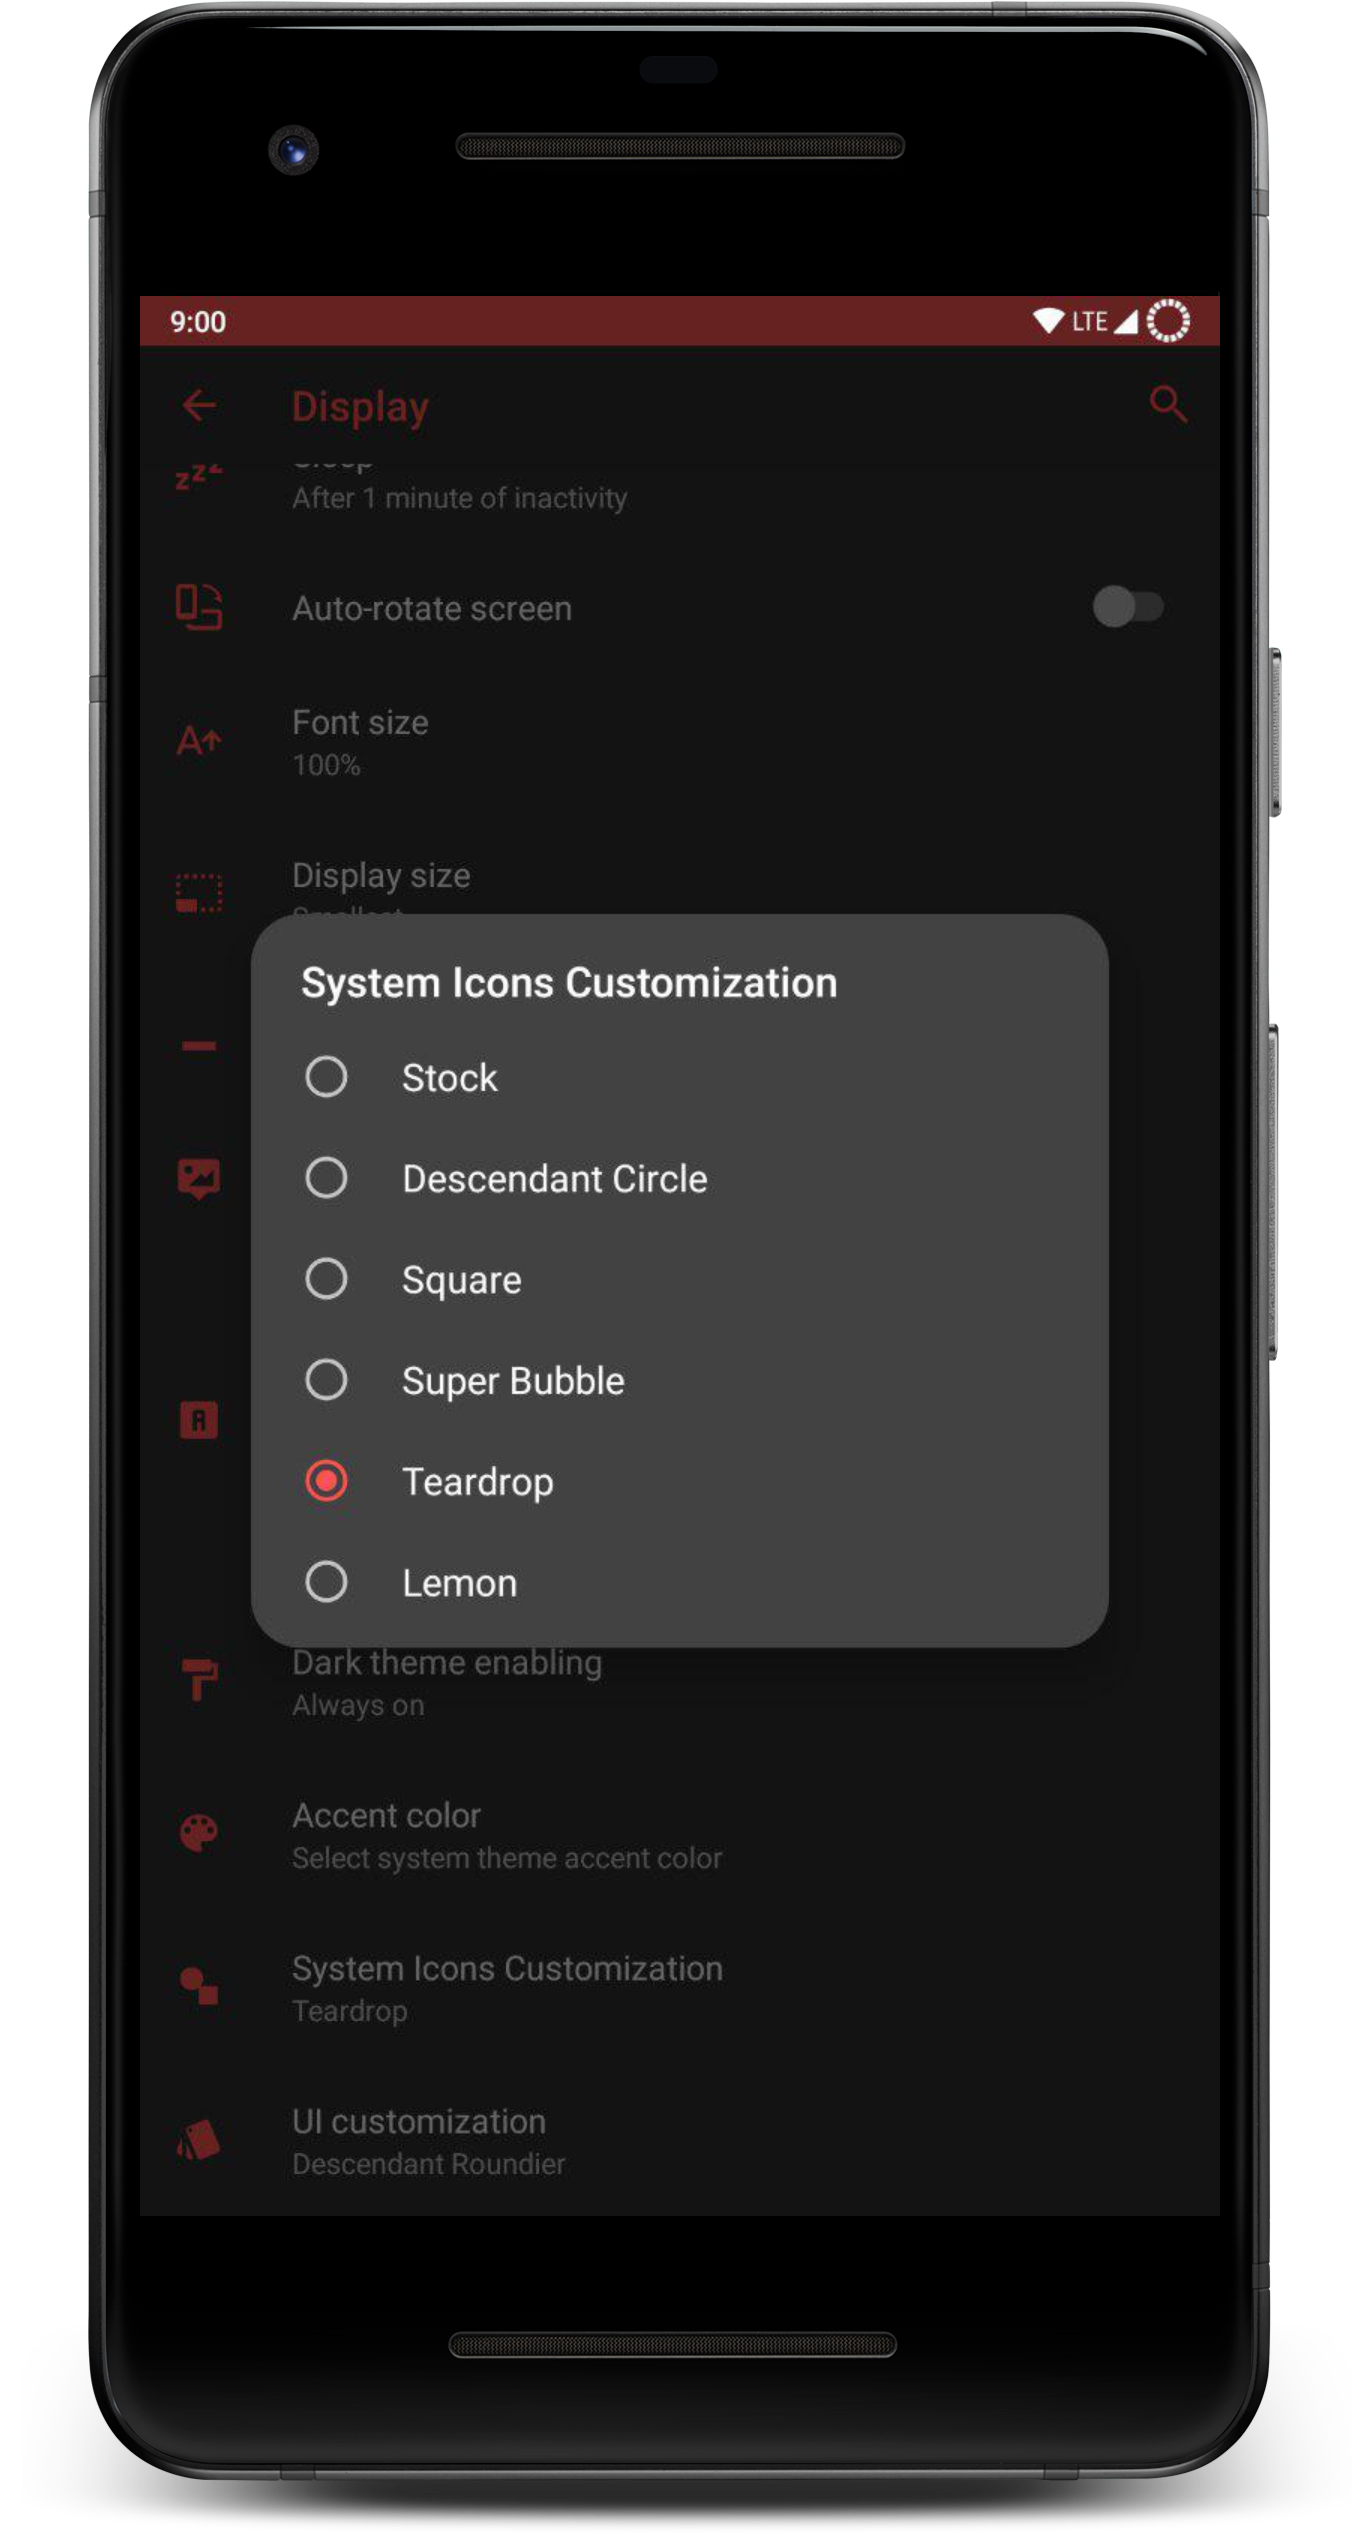 9:00 LTE
Display
zzz
After 1 minute of inactivity
Auto-rotate screen
A
Font size
100%
Display size
System Icons Customization
Stock
Descendant Circle
Square
Super Bubble
A
Teardrop
Lemon
Dark theme enabling
Always on
Accent color
Select system theme accent color
System Icons Customization
Teardrop
UI customization
Descendant Roundier